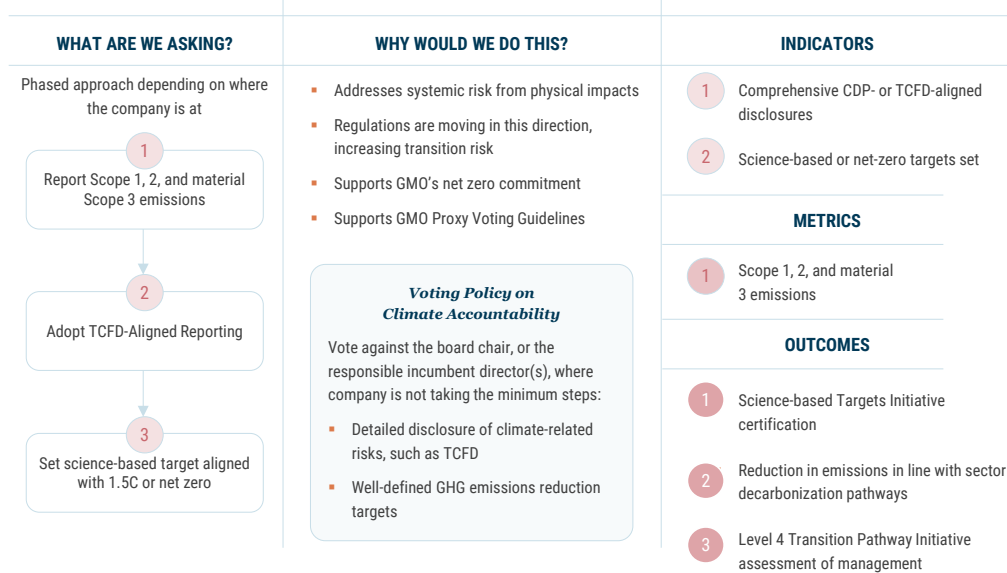 WHAT ARE WE ASKING?
Phased approach depending on where
the company is at
1
Report Scope 1, 2, and material
Scope 3 emissions
2
Adopt TCFD-Aligned Reporting
3
Set science-based target aligned
with 1.5C or net zero
WHY WOULD WE DO THIS?
Addresses systemic risk from physical impacts
Regulations are moving in this direction,
increasing transition risk
Supports GMO's net zero commitment
Supports GMO Proxy Voting Guidelines
Voting Policy on
Climate Accountability
Vote against the board chair, or the
responsible incumbent director(s), where
company is not taking the minimum steps:
Detailed disclosure of climate-related
risks, such as TCFD
Well-defined GHG emissions reduction
targets
INDICATORS
1
Comprehensive CDP- or TCFD-aligned
disclosures
2
Science-based or net-zero targets set
METRICS
1
Scope 1, 2, and material
3 emissions
OUTCOMES
1
Science-based Targets Initiative
certification
2
Reduction in emissions in line with sector
decarbonization pathways
3
Level 4 Transition Pathway Initiative
assessment of management